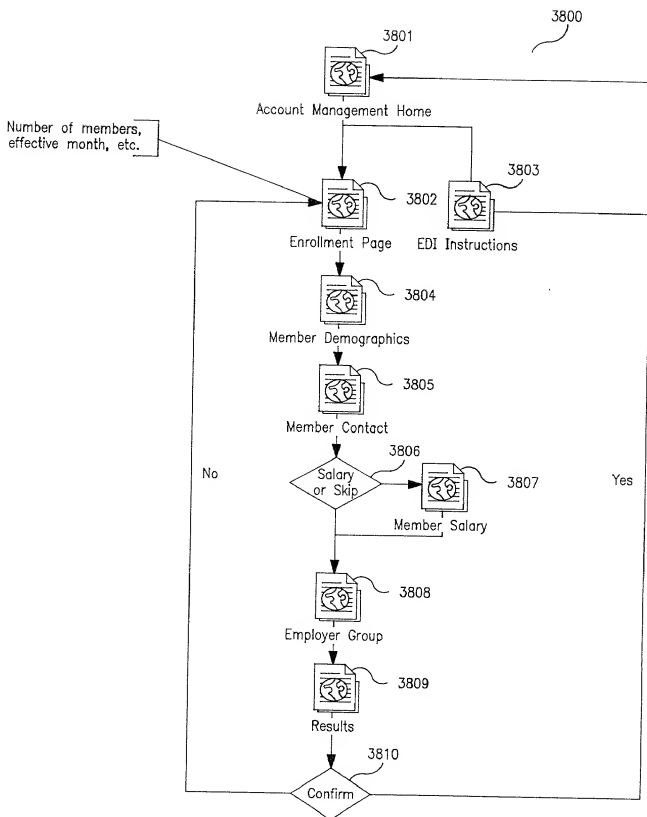 3801
3800
Account Management Home
Number of members,
effective month, etc.
3803
3802
Enrollment Page
EDI Instructions
3804
Member Demographics
3805
Member Contact
3806
Salary
or Skip
3807
No
Yes
Member Salary
3808
Employer Group
3809
Results
3810
Confirm